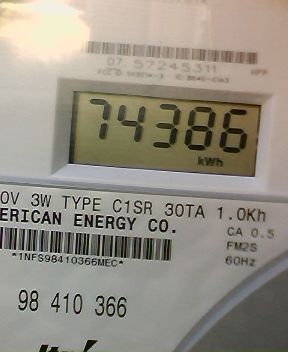 07 57245311
74386
kWh
0V 3W TYPE C1SR 30TA 1.0Kh
ERICAN ENERGY CO.
CA 0.5
FM2S
*1NFS98410366MEC*
60Hz
98 410 366